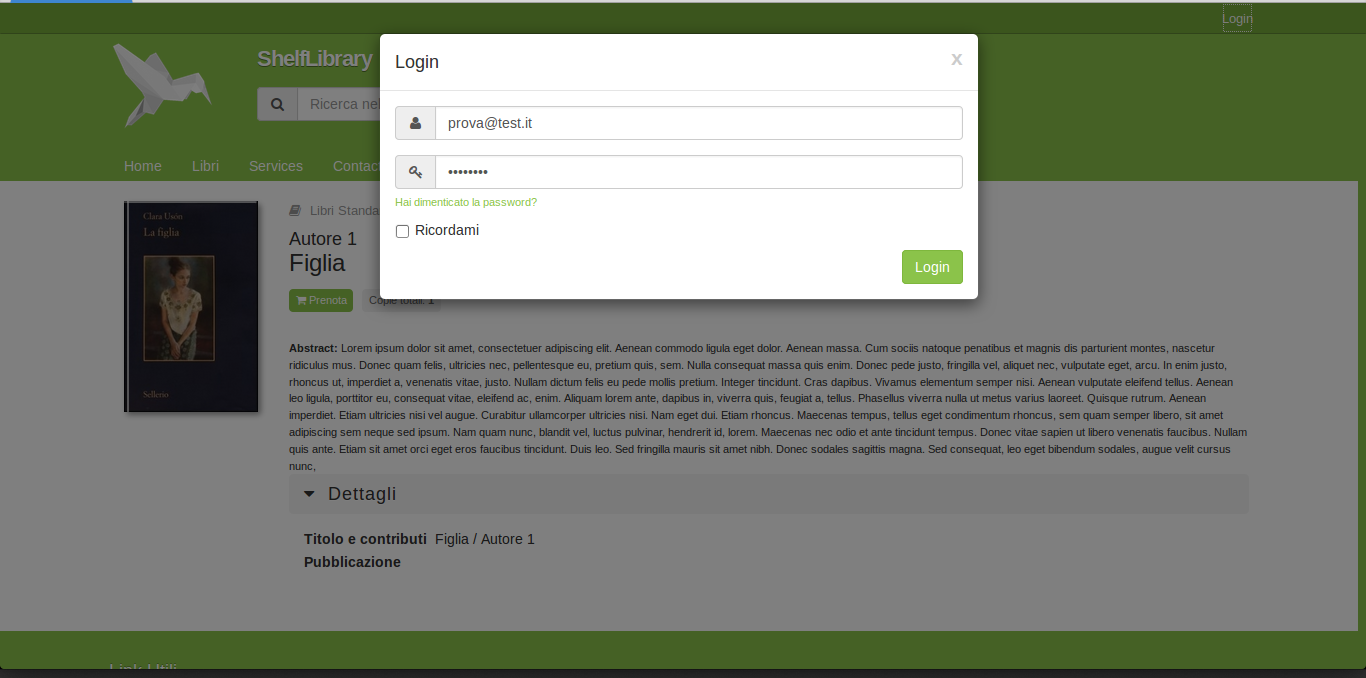 Login
ShelfLibrary
Ricerca nel
Home Libri Services Contact
Login
x
prova@test.it
••••••••
Hai dimenticato la password?
Ricordami
Login
Clara Usón
La figlia
Sellerio
Libri Standa
Autore 1
Figlia
Prenota Copie totali: 1
Abstract: Lorem ipsum dolor sit amet, consectetuer adipiscing elit. Aenean commodo ligula eget dolor. Aenean massa. Cum sociis natoque penatibus et magnis dis parturient montes, nascetur
ridiculus mus. Donec quam felis, ultricies nec, pellentesque eu, pretium quis, sem. Nulla consequat massa quis enim. Donec pede justo, fringilla vel, aliquet nec, vulputate eget, arcu. In enim justo,
rhoncus ut, imperdiet a, venenatis vitae, justo. Nullam dictum felis eu pede mollis pretium. Integer tincidunt. Cras dapibus. Vivamus elementum semper nisi. Aenean vulputate eleifend tellus. Aenean
leo ligula, porttitor eu, consequat vitae, eleifend ac, enim. Aliquam lorem ante, dapibus in, viverra quis, feugiat a, tellus. Phasellus viverra nulla ut metus varius laoreet. Quisque rutrum. Aenean
imperdiet. Etiam ultricies nisi vel augue. Curabitur ullamcorper ultricies nisi. Nam eget dui. Etiam rhoncus. Maecenas tempus, tellus eget condimentum rhoncus, sem quam semper libero, sit amet
adipiscing sem neque sed ipsum. Nam quam nunc, blandit vel, luctus pulvinar, hendrerit id, lorem. Maecenas nec odio et ante tincidunt tempus. Donec vitae sapien ut libero venenatis faucibus. Nullam
quis ante. Etiam sit amet orci eget eros faucibus tincidunt. Duis leo. Sed fringilla mauris sit amet nibh. Donec sodales sagittis magna. Sed consequat, leo eget bibendum sodales, augue velit cursus
nunc,
Dettagli
Titolo e contributi Figlia / Autore 1
Pubblicazione
Link Utili